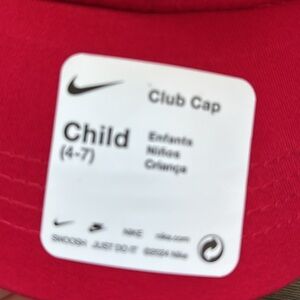 Club Cap
Child
(4-7)
Enfants
Niños
Criança
NIKE
nike.com
SWOOSH
JUST DO IT
©2024 Nike